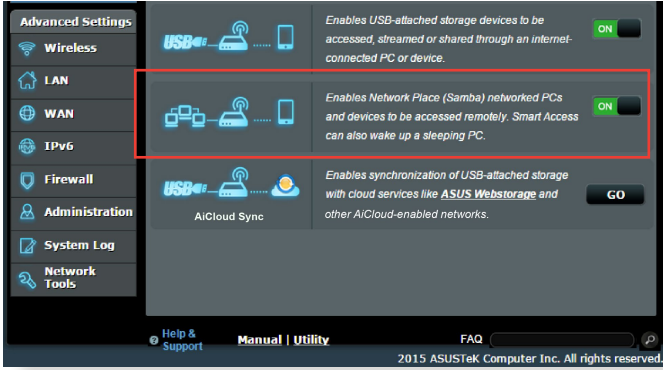 Advanced Settings
Wireless
LAN
WAN
IPv6
Firewall
Administration
System Log
Network
Tools
USB
Enables USB-attached storage devices to be
accessed, streamed or shared through an internet-
connected PC or device.
ON
Enables Network Place (Samba) networked PCs
and devices to be accessed remotely. Smart Access
can also wake up a sleeping PC.
ON
USB
AiCloud Sync
Enables synchronization of USB-attached storage
with cloud services like ASUS Webstorage and
other AiCloud-enabled networks.
GO
Help &
Support
Manual | Utility
FAQ
2015 ASUSTeK Computer Inc. All rights reserved.